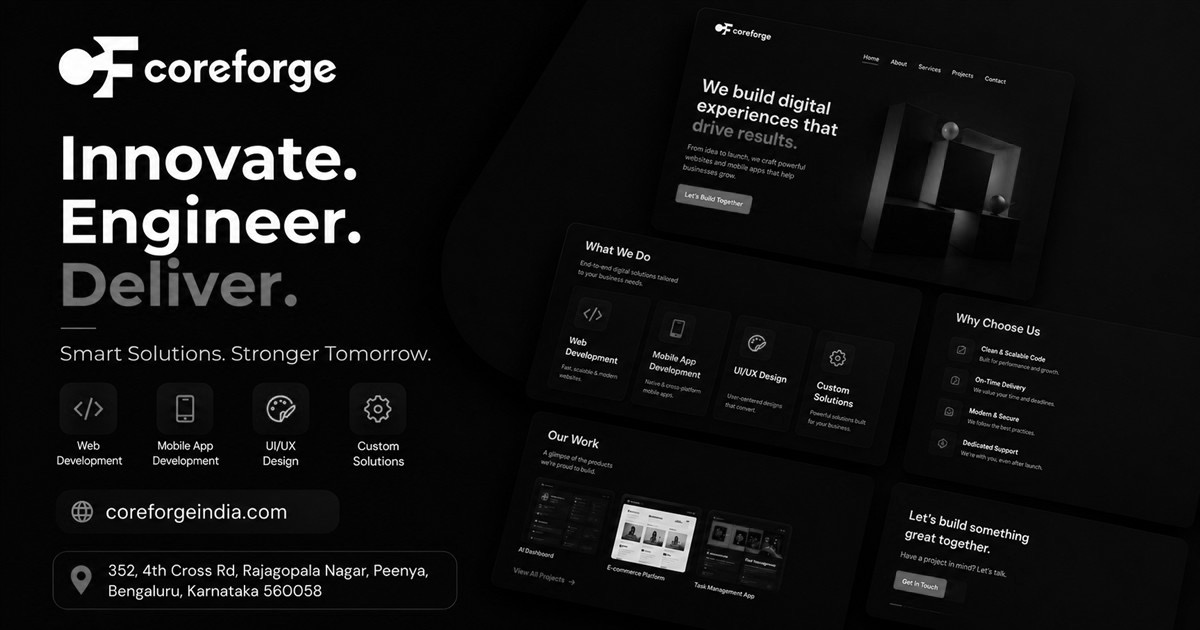 coreforge
Innovate.
Engineer.
Deliver.
Smart Solutions. Stronger Tomorrow.
Web
Development
Mobile App
Development
UI/UX
Design
Custom
Solutions
coreforgeindia.com
352, 4th Cross Rd, Rajagopala Nagar, Peenya,
Bengaluru, Karnataka 560058
coreforge
Home About Services Projects Contact
We build digital
experiences that
drive results.
From idea to launch, we craft powerful
websites and mobile apps that help
businesses grow.
Let's Build Together
What We Do
End-to-end digital solutions tailored
to your business needs.
Web
Development
Fast, scalable & modern
websites.
Mobile App
Development
Native & cross-platform
mobile apps.
UI/UX Design
User-centered designs
that convert.
Custom
Solutions
Powerful solutions built
for your business.
Why Choose Us
Clean & Scalable Code
Built for performance and growth.
On-Time Delivery
We value your time and deadlines.
Modern & Secure
We follow the best practices.
Dedicated Support
We're with you, even after launch.
Our Work
A glimpse of the products
we're proud to build.
AI Dashboard
E-commerce Platform
Task Management App
View All Projects →
Let's build something
great together.
Have a project in mind? Let's talk.
Get in Touch